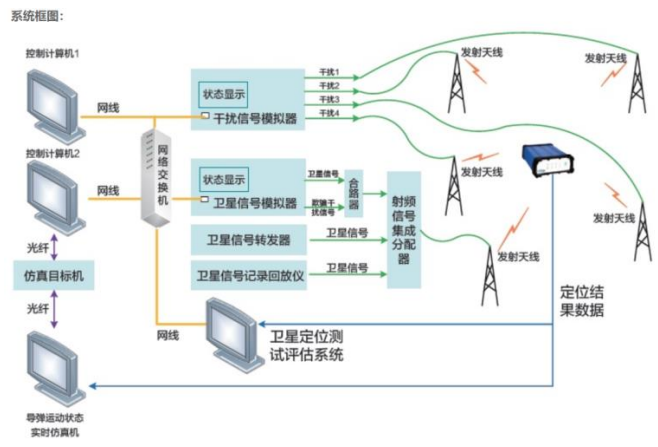 系统框图：
控制计算机1
网线
控制计算机2
网线
光纤
仿真目标机
光纤
导弹运动状态
实时仿真机
网络交换机
网线
状态显示
干扰信号模拟器
干扰1
干扰2
干扰3
干扰4
状态显示
卫星信号模拟器
卫星信号
欺骗干
扰信号
合路器
卫星信号转发器
卫星信号
卫星信号记录回放仪
卫星信号
射频
信号
集成
分配
器
发射天线
发射天线
发射天线
发射天线
发射天线
卫星定位测
试评估系统
定位结
果数据